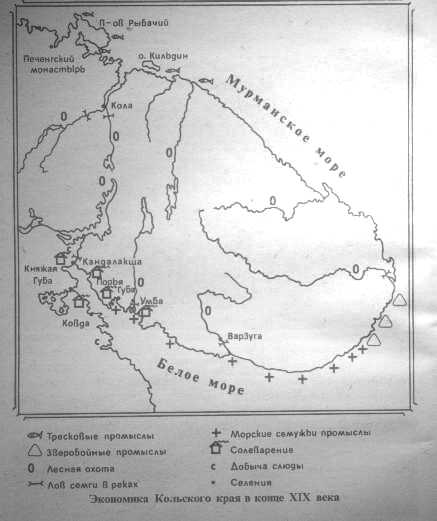 П-ов Рыбачий
Печенгский
монастырь
о. Кильдин
Мурманское море
Кола
Кандалакша
Княжая
Губа
Порья
Губа
Умба
Ковда
Варзуга
Белое море
Тресковые промыслы
Зверобойные промыслы
Лесная охота
Лов семги в реках
Морские семужьи промыслы
Солеварение
с Добыча слюды
Селения
Экономика Кольского края в конце XIX века